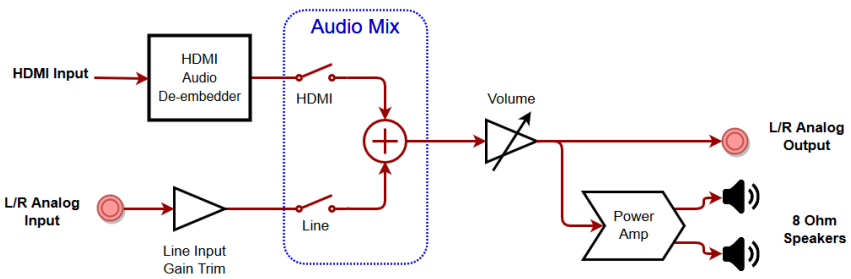 Audio Mix
HDMI Input
HDMI
Audio
De-embedder
HDMI
Volume
L/R Analog
Output
L/R Analog
Input
Line Input
Gain Trim
Line
Power
Amp
8 Ohm
Speakers